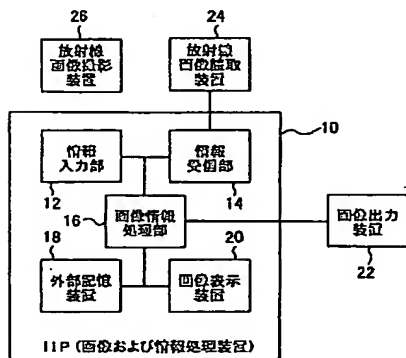 26
24
放射線
画像撮影
装置
放射線
画像読取
装置
10
情報
入力部
情報
受信部
12
14
16
画像情報
処理部
画像出力
装置
22
18
20
外部記憶
装置
画像表示
装置
IIP(画像および情報処理装置)